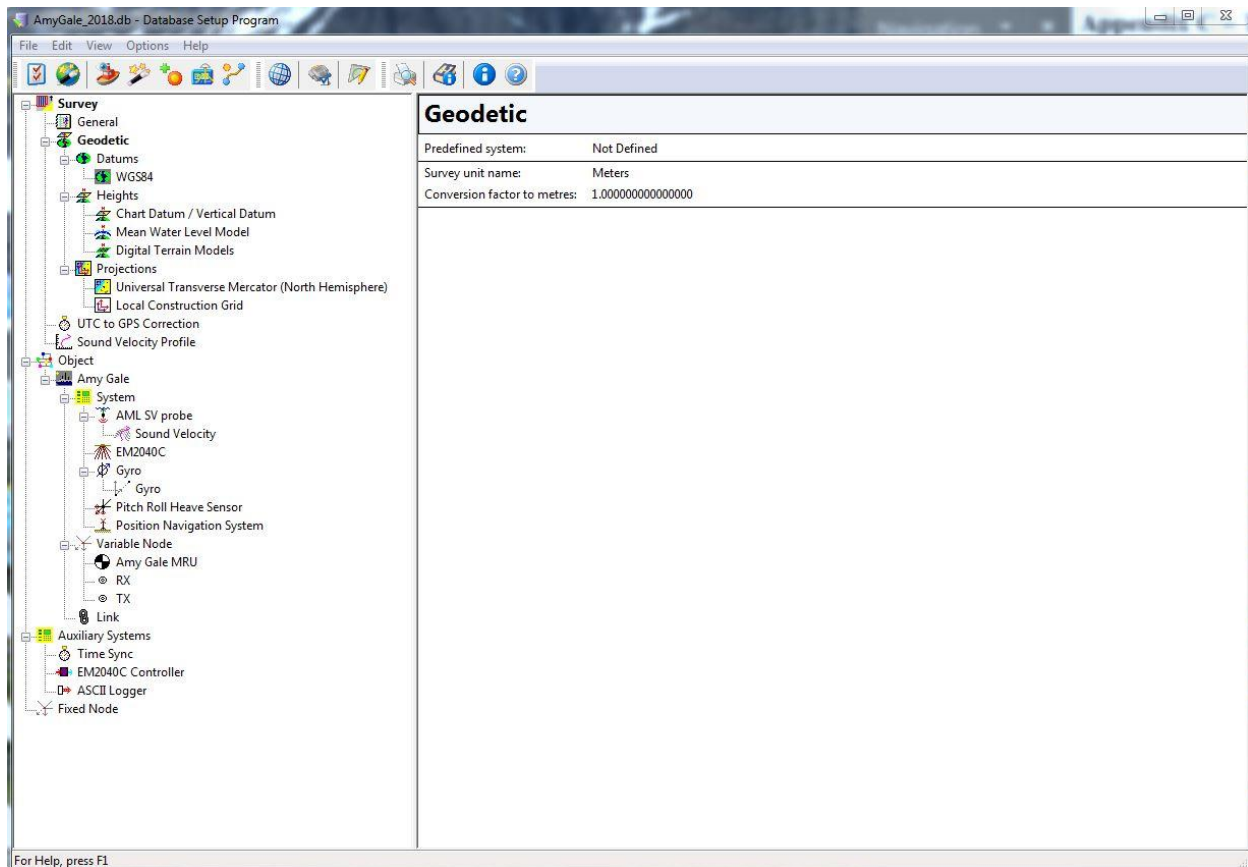 AmyGale_2018.db - Database Setup Program
File Edit View Options Help
Survey
General
Geodetic
Datums
WGS84
Heights
Chart Datum / Vertical Datum
Mean Water Level Model
Digital Terrain Models
Projections
Universal Transverse Mercator (North Hemisphere)
Local Construction Grid
UTC to GPS Correction
Sound Velocity Profile
Object
Amy Gale
System
AML SV probe
Sound Velocity
EM2040C
Gyro
Gyro
Pitch Roll Heave Sensor
Position Navigation System
Variable Node
Amy Gale MRU
RX
TX
Link
Auxiliary Systems
Time Sync
EM2040C Controller
ASCII Logger
Fixed Node
Geodetic
Predefined system: Not Defined
Survey unit name: Meters
Conversion factor to metres: 1.000000000000000
For Help, press F1